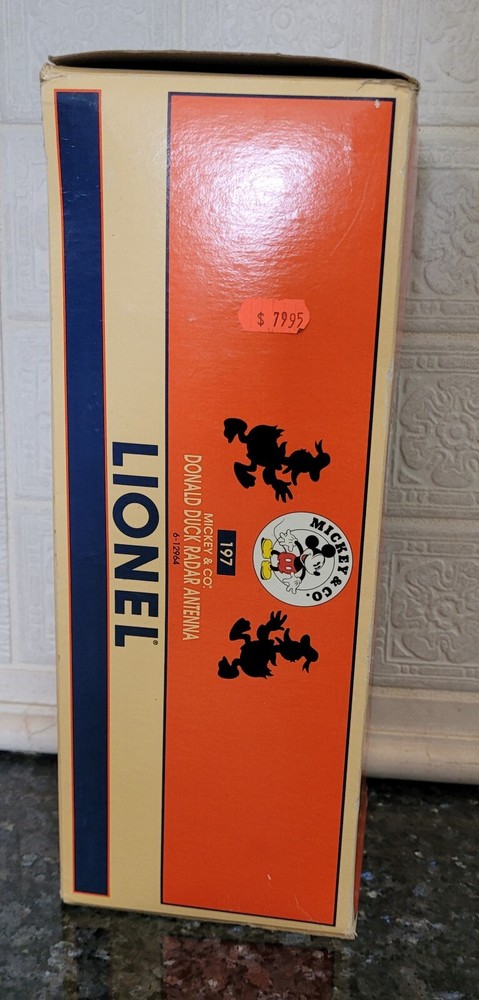 $ 7995
MICKEY & CO.
197
MICKEY & CO.
DONALD DUCK RADAR ANTENNA
6-12964
LIONEL®